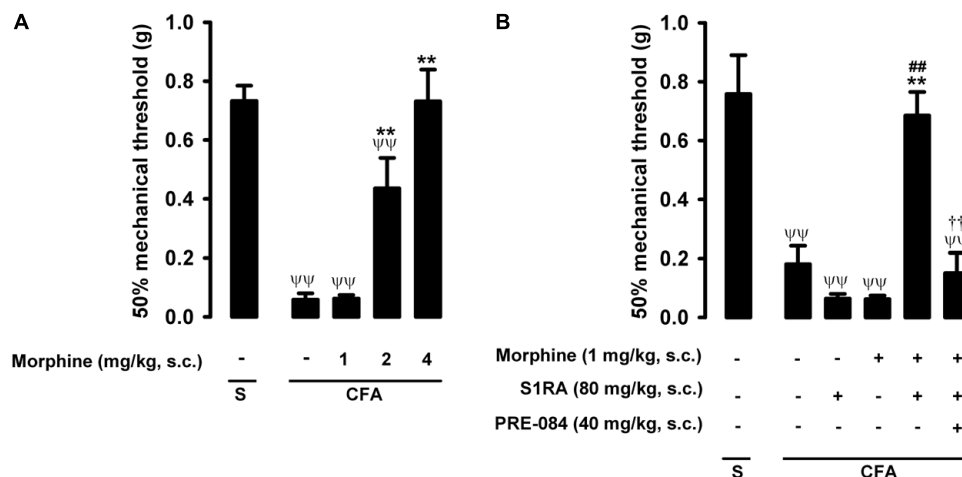 A
50% mechanical threshold (g)
1.0
0.8
0.6
0.4
0.2
0.0
ψψ
ψψ
**
ψψ
**
Morphine (mg/kg, s.c.)
- - 1 2 4
S CFA
B
50% mechanical threshold (g)
1.0
0.8
0.6
0.4
0.2
0.0
ψψ
ψψ
ψψ
##
**
††
ψψ
Morphine (1 mg/kg, s.c.) - - - + + +
S1RA (80 mg/kg, s.c.) - - + - + +
PRE-084 (40 mg/kg, s.c.) - - - - - +
S CFA